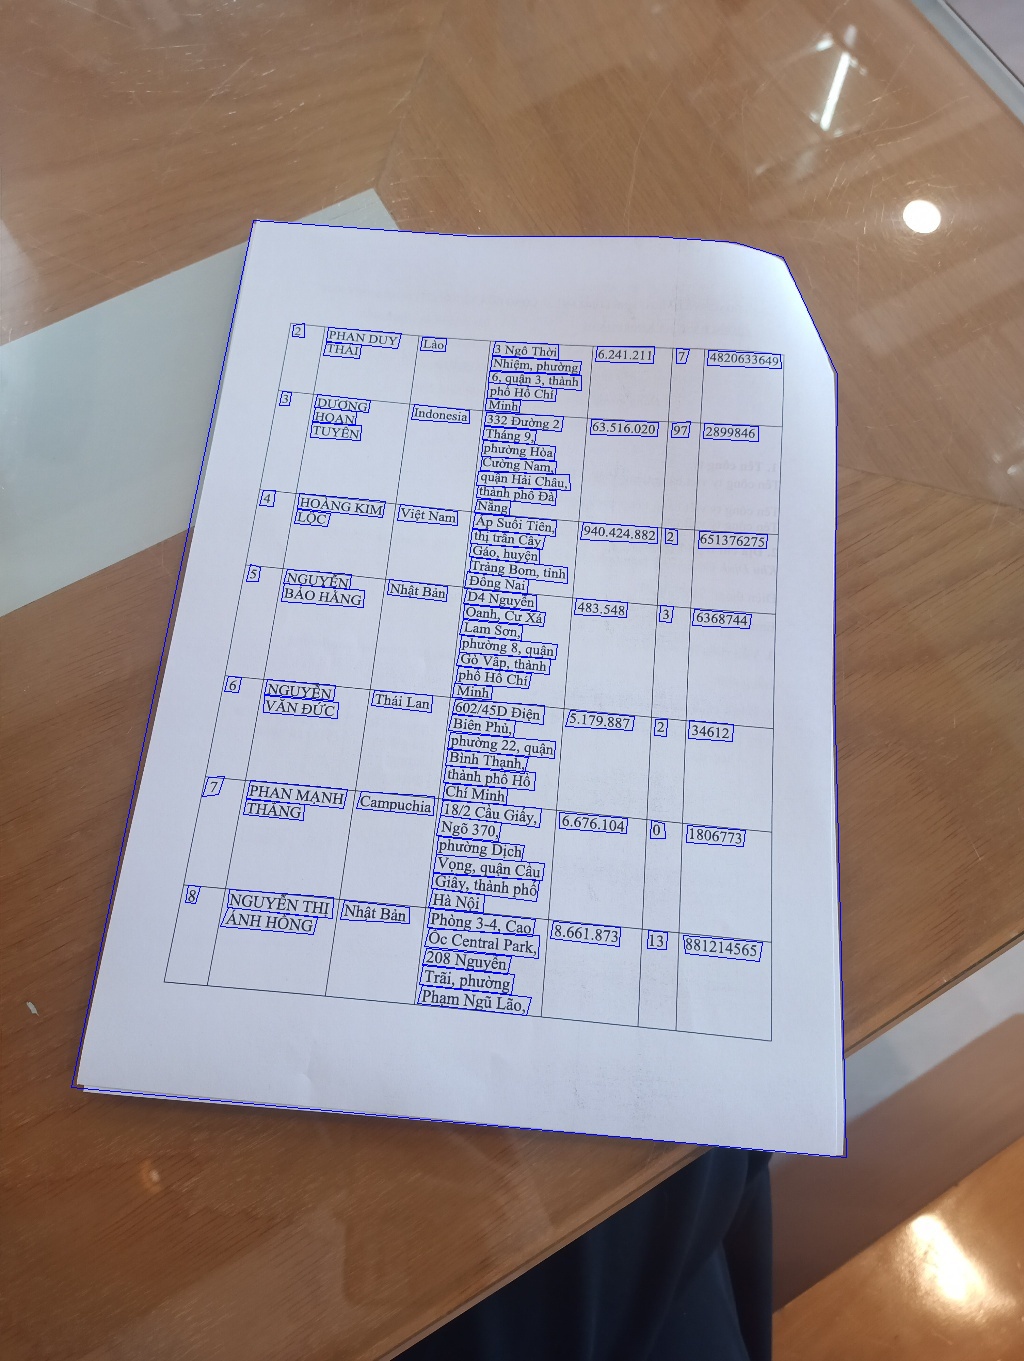 2
PHAN DUY
THÁI
Lào
3 Ngô Thời
Nhiệm, phường
6, quận 3, thành
phố Hồ Chí
Minh
6.241.211
7
4820633649
3
DƯƠNG
HOÀN
TUYỀN
Indonesia
332 Đường 2
Tháng 9,
phường Hòa
Cường Nam,
quận Hải Châu,
thành phố Đà
Nẵng
63.516.020
97
2899846
4
HOÀNG KIM
LỘC
Việt Nam
Ấp Suối Tiên,
thị trấn Cây
Gáo, huyện
Trảng Bom, tỉnh
Đồng Nai
940.424.882
2
651376275
5
NGUYỄN
BẢO HẰNG
Nhật Bản
D4 Nguyễn
Oanh, Cư Xá
Lam Sơn,
phường 8, quận
Gò Vấp, thành
phố Hồ Chí
Minh
483.548
3
6368744
6
NGUYỄN
VĂN ĐỨC
Thái Lan
602/45D Điện
Biên Phủ,
phường 22, quận
Bình Thạnh,
thành phố Hồ
Chí Minh
5.179.887
2
34612
7
PHAN MẠNH
THẮNG
Campuchia
18/2 Cầu Giấy,
Ngõ 370,
phường Dịch
Vọng, quận Cầu
Giấy, thành phố
Hà Nội
6.676.104
0
1806773
8
NGUYỄN THỊ
ÁNH HỒNG
Nhật Bản
Phòng 3-4, Cao
Ốc Central Park,
208 Nguyễn
Trãi, phường
Phạm Ngũ Lão,
8.661.873
13
881214565